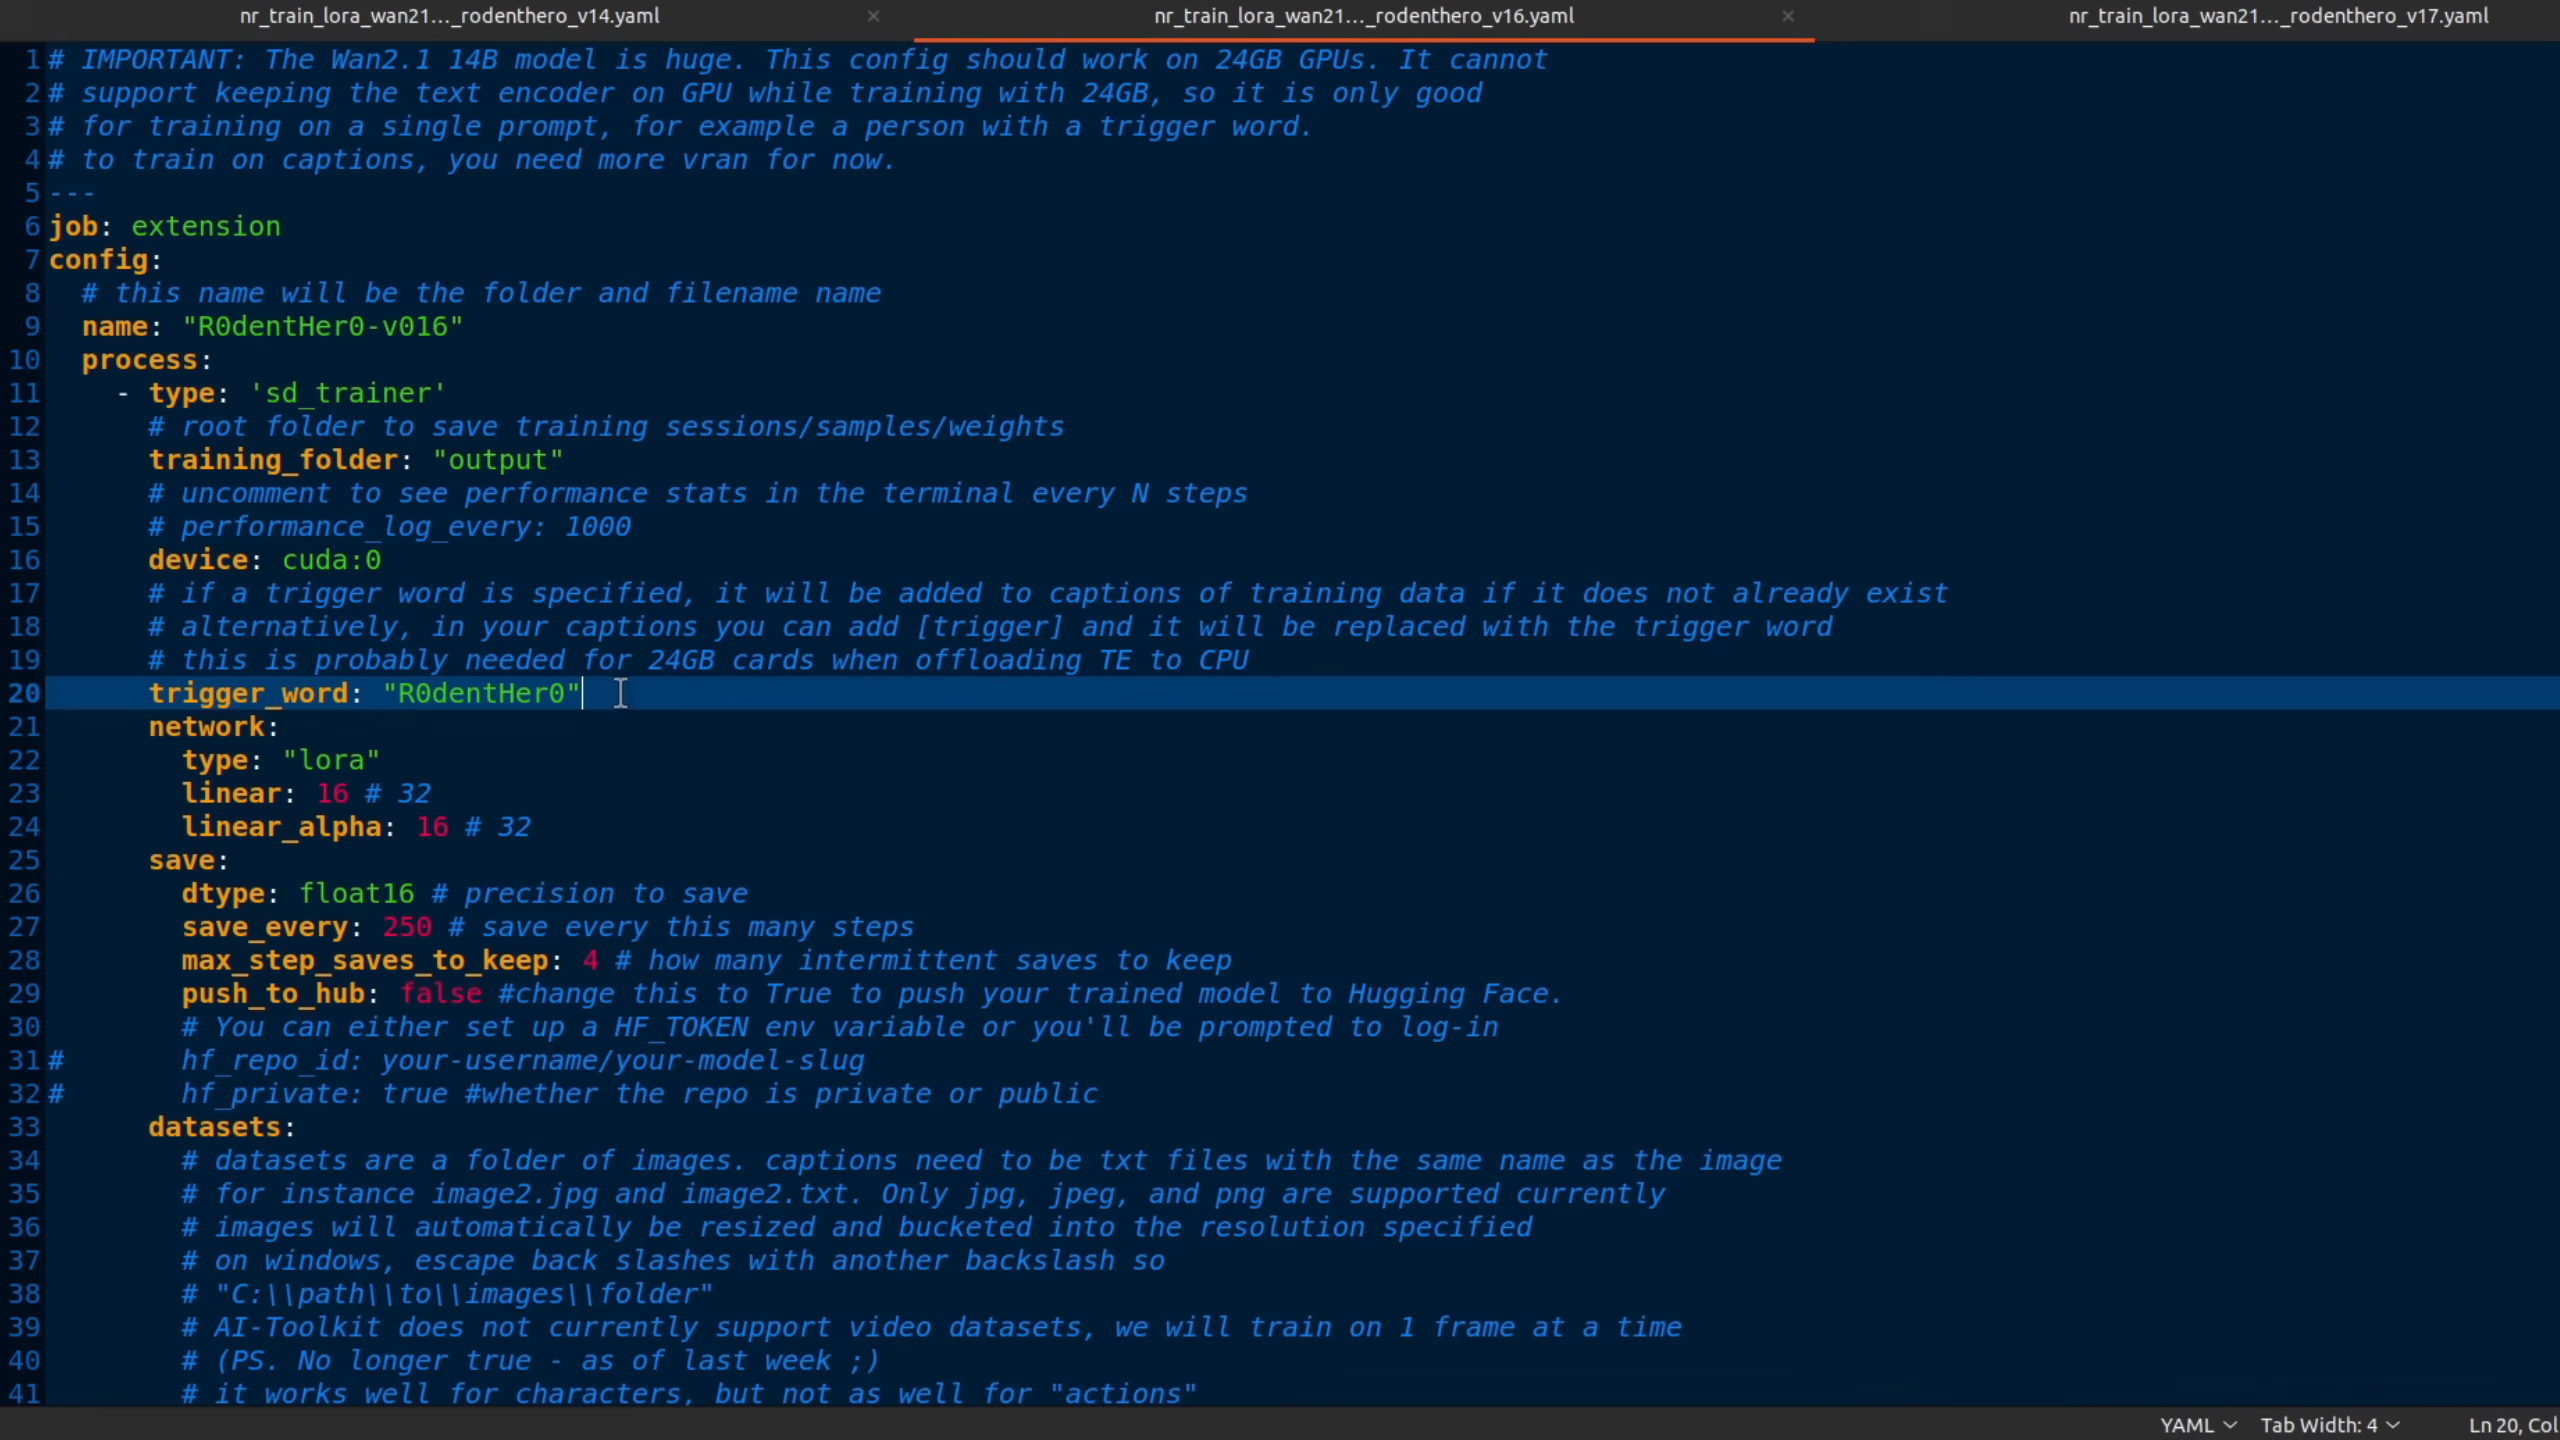 nr_train_lora_wan21..._rodenthero_v14.yaml × nr_train_lora_wan21..._rodenthero_v16.yaml × nr_train_lora_wan21..._rodenthero_v17.yaml
1 # IMPORTANT: The Wan2.1 14B model is huge. This config should work on 24GB GPUs. It cannot
2 # support keeping the text encoder on GPU while training with 24GB, so it is only good
3 # for training on a single prompt, for example a person with a trigger word.
4 # to train on captions, you need more vran for now.
5 ---
6 job: extension
7 config:
8   # this name will be the folder and filename name
9   name: "R0dentHer0-v016"
10   process:
11     - type: 'sd_trainer'
12       # root folder to save training sessions/samples/weights
13       training_folder: "output"
14       # uncomment to see performance stats in the terminal every N steps
15       # performance_log_every: 1000
16       device: cuda:0
17       # if a trigger word is specified, it will be added to captions of training data if it does not already exist
18       # alternatively, in your captions you can add [trigger] and it will be replaced with the trigger word
19       # this is probably needed for 24GB cards when offloading TE to CPU
20       trigger_word: "R0dentHer0"
21       network:
22         type: "lora"
23         linear: 16 # 32
24         linear_alpha: 16 # 32
25       save:
26         dtype: float16 # precision to save
27         save_every: 250 # save every this many steps
28         max_step_saves_to_keep: 4 # how many intermittent saves to keep
29         push_to_hub: false #change this to True to push your trained model to Hugging Face.
30         # You can either set up a HF_TOKEN env variable or you'll be prompted to log-in
31 #       hf_repo_id: your-username/your-model-slug
32 #       hf_private: true #whether the repo is private or public
33       datasets:
34         # datasets are a folder of images. captions need to be txt files with the same name as the image
35         # for instance image2.jpg and image2.txt. Only jpg, jpeg, and png are supported currently
36         # images will automatically be resized and bucketed into the resolution specified
37         # on windows, escape back slashes with another backslash so
38         # "C:\\path\\to\\images\\folder"
39         # AI-Toolkit does not currently support video datasets, we will train on 1 frame at a time
40         # (PS. No longer true - as of last week ;)
41         # it works well for characters, but not as well for "actions"
YAML Tab Width: 4 Ln 20, Col